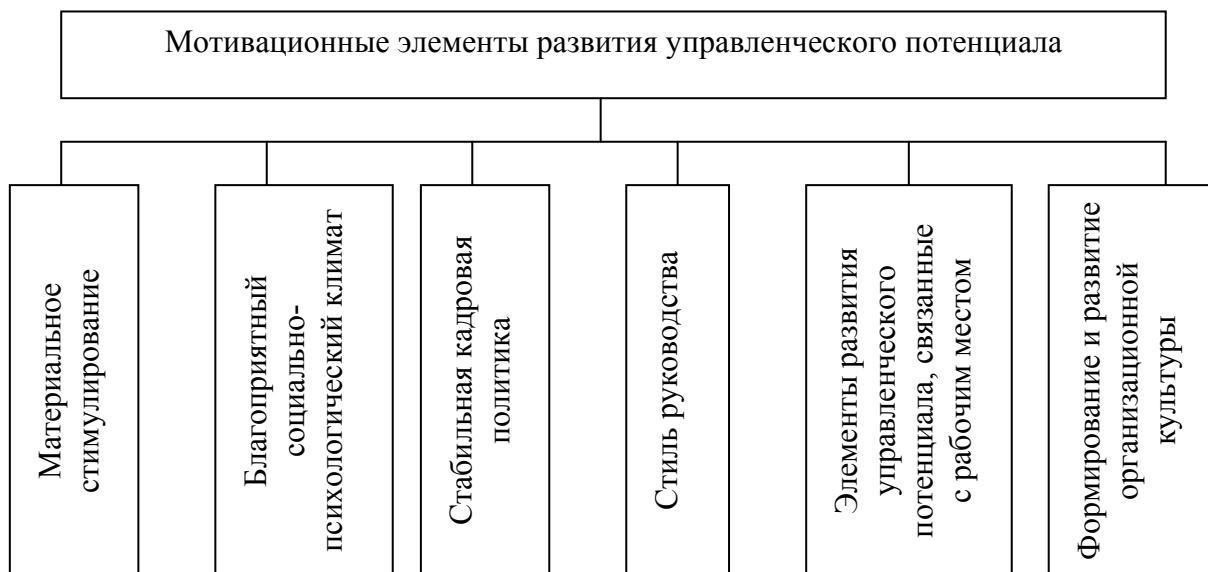 Мотивационные элементы развития управленческого потенциала
Материальное
стимулирование
Благоприятный
социально-
психологический климат
Стабильная кадровая
политика
Стиль руководства
Элементы развития
управленческого
потенциала, связанные
с рабочим местом
Формирование и развитие
организационной
культуры